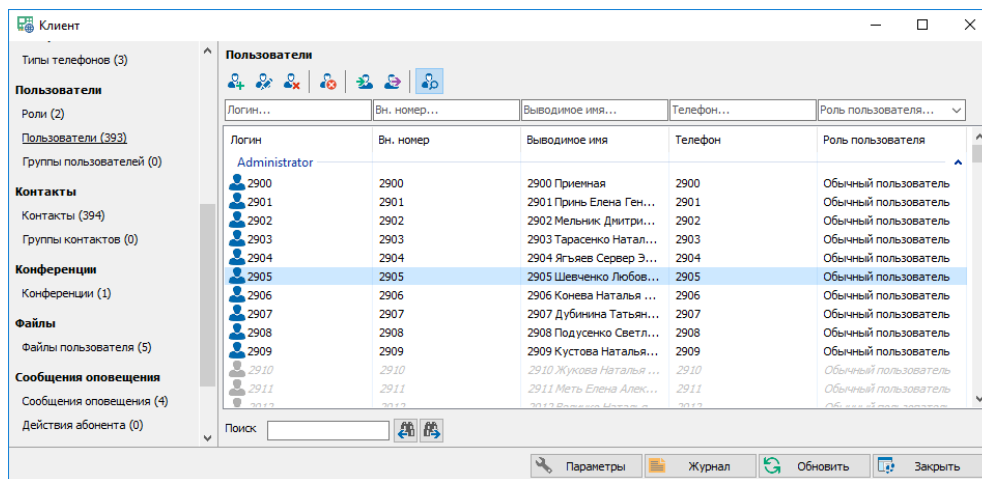 Клиент
Типы телефонов (3)
Пользователи
Роли (2)
Пользователи (393)
Группы пользователей (0)
Контакты
Контакты (394)
Группы контактов (0)
Конференции
Конференции (1)
Файлы
Файлы пользователя (5)
Сообщения оповещения
Сообщения оповещения (4)
Действия абонента (0)
Пользователи
Логин... Вн. номер... Выводимое имя... Телефон... Роль пользователя...
Логин Вн. номер Выводимое имя Телефон Роль пользователя
Administrator
2900 2900 2900 Приемная 2900 Обычный пользователь
2901 2901 2901 Принь Елена Ген... 2901 Обычный пользователь
2902 2902 2902 Мельник Дмитри... 2902 Обычный пользователь
2903 2903 2903 Тарасенко Натал... 2903 Обычный пользователь
2904 2904 2904 Ягъяев Сервер Э... 2904 Обычный пользователь
2905 2905 2905 Шевченко Любов... 2905 Обычный пользователь
2906 2906 2906 Конева Наталья ... 2906 Обычный пользователь
2907 2907 2907 Дубинина Татьян... 2907 Обычный пользователь
2908 2908 2908 Подусенко Светл... 2908 Обычный пользователь
2909 2909 2909 Кустова Наталья... 2909 Обычный пользователь
2910 2910 2910 Жукова Наталья ... 2910 Обычный пользователь
2911 2911 2911 Меть Елена Алек... 2911 Обычный пользователь
Поиск
Параметры Журнал Обновить Закрыть